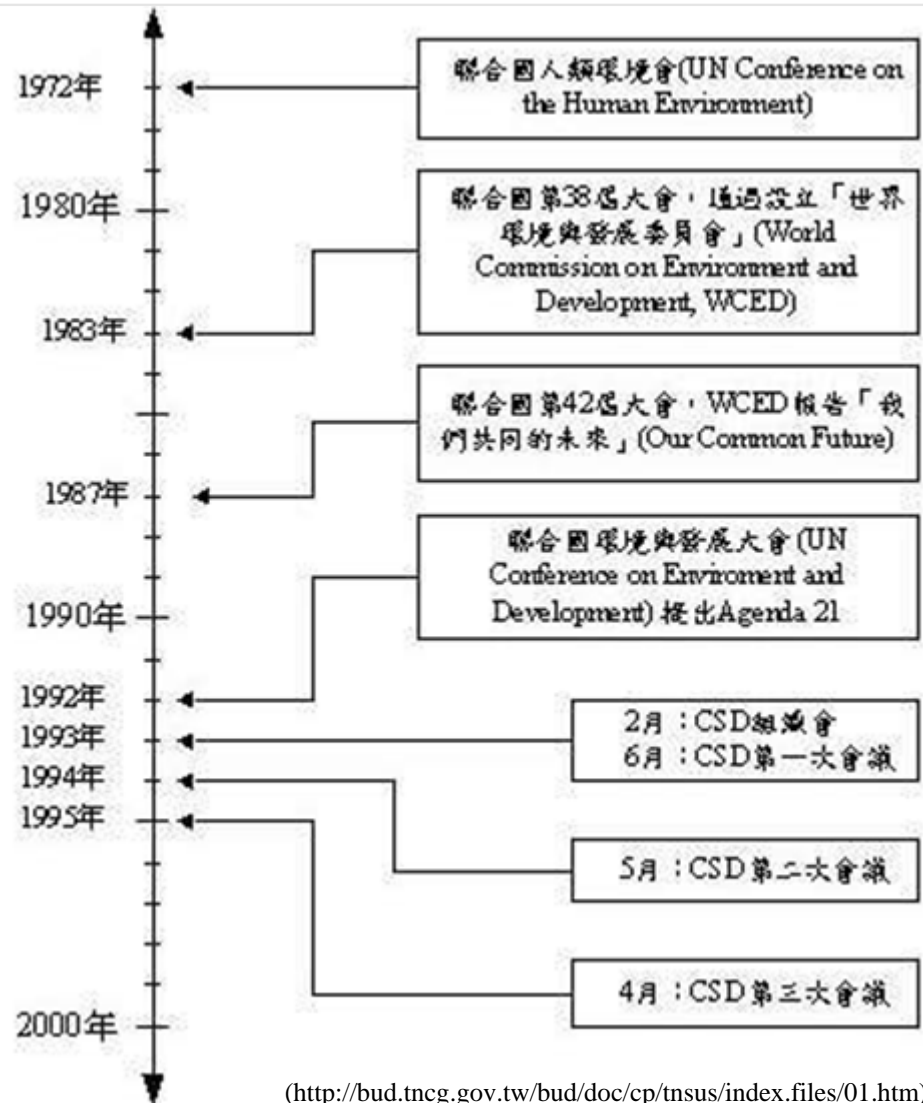 1972年
聯合國人類環境會(UN Conference on
the Human Environment)
1980年
聯合國第38屆大會，通過設立「世界
環境與發展委員會」(World
Commission on Environment and
Development, WCED)
1983年
聯合國第42屆大會，WCED報告「我
們共同的未來」(Our Common Future)
1987年
聯合國環境與發展大會(UN
Conference on Enviroment and
Development) 提出Agenda 21
1990年
1992年
1993年
2月：CSD組織會
6月：CSD第一次會議
1994年
1995年
5月：CSD第二次會議
4月：CSD第三次會議
2000年
(http://bud.tncg.gov.tw/bud/doc/cp/tnsus/index.files/01.htm)